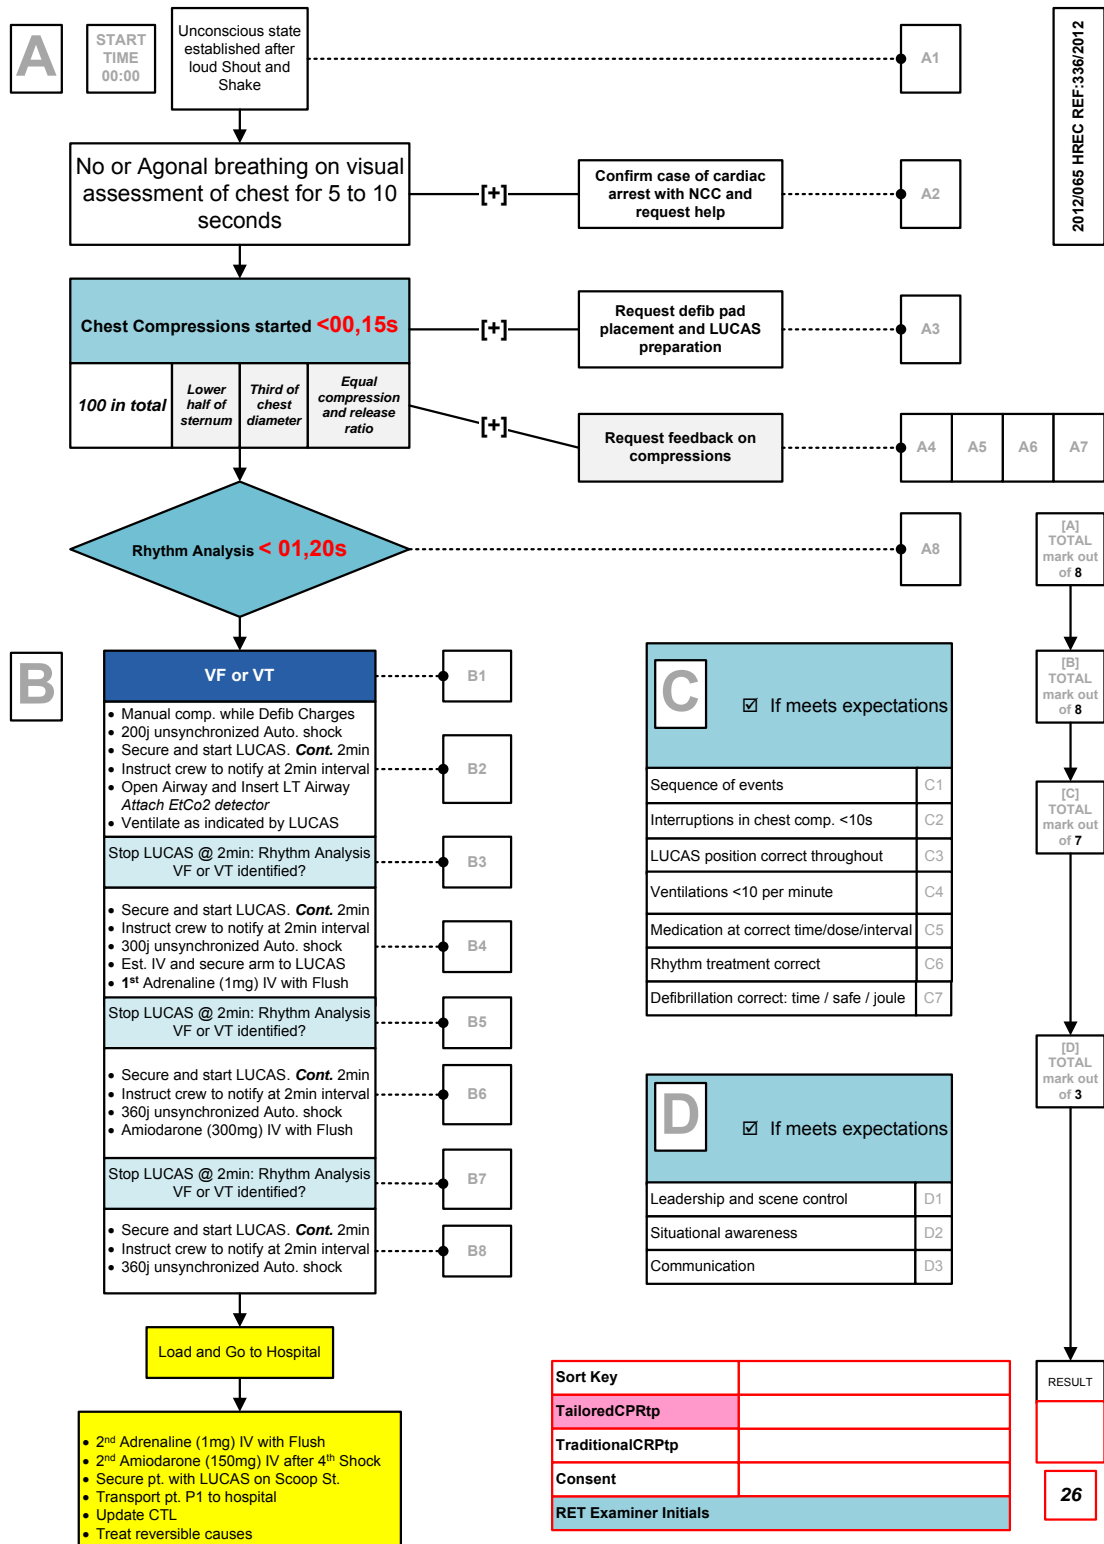 A
START
TIME
00:00
Unconscious state
established after
loud Shout and
Shake
A1
2012/065 HREC REF:336/2012
No or Agonal breathing on visual
assessment of chest for 5 to 10
seconds
[+]
Confirm case of cardiac
arrest with NCC and
request help
A2
Chest Compressions started <00,15s
[+]
Request defib pad
placement and LUCAS
preparation
A3
100 in total
Lower
half of
sternum
Third of
chest
diameter
Equal
compression
and release
ratio
[+]
Request feedback on
compressions
A4
A5
A6
A7
Rhythm Analysis < 01,20s
A8
[A]
TOTAL
mark out
of 8
B
VF or VT
B1
• Manual comp. while Defib Charges
• 200j unsynchronized Auto. shock
• Secure and start LUCAS. Cont. 2min
• Instruct crew to notify at 2min interval
• Open Airway and Insert LT Airway
Attach EtCo2 detector
• Ventilate as indicated by LUCAS
B2
Stop LUCAS @ 2min: Rhythm Analysis
VF or VT identified?
B3
• Secure and start LUCAS. Cont. 2min
• Instruct crew to notify at 2min interval
• 300j unsynchronized Auto. shock
• Est. IV and secure arm to LUCAS
• 1st Adrenaline (1mg) IV with Flush
B4
Stop LUCAS @ 2min: Rhythm Analysis
VF or VT identified?
B5
• Secure and start LUCAS. Cont. 2min
• Instruct crew to notify at 2min interval
• 360j unsynchronized Auto. shock
• Amiodarone (300mg) IV with Flush
B6
Stop LUCAS @ 2min: Rhythm Analysis
VF or VT identified?
B7
• Secure and start LUCAS. Cont. 2min
• Instruct crew to notify at 2min interval
• 360j unsynchronized Auto. shock
B8
Load and Go to Hospital
• 2nd Adrenaline (1mg) IV with Flush
• 2nd Amiodarone (150mg) IV after 4th Shock
• Secure pt. with LUCAS on Scoop St.
• Transport pt. P1 to hospital
• Update CTL
• Treat reversible causes
C
☑ If meets expectations
Sequence of events C1
Interruptions in chest comp. <10s C2
LUCAS position correct throughout C3
Ventilations <10 per minute C4
Medication at correct time/dose/interval C5
Rhythm treatment correct C6
Defibrillation correct: time / safe / joule C7
D
☑ If meets expectations
Leadership and scene control D1
Situational awareness D2
Communication D3
[B]
TOTAL
mark out
of 8
[C]
TOTAL
mark out
of 7
[D]
TOTAL
mark out
of 3
Sort Key
TailoredCPRtp
TraditionalCRPtp
Consent
RET Examiner Initials
RESULT
26